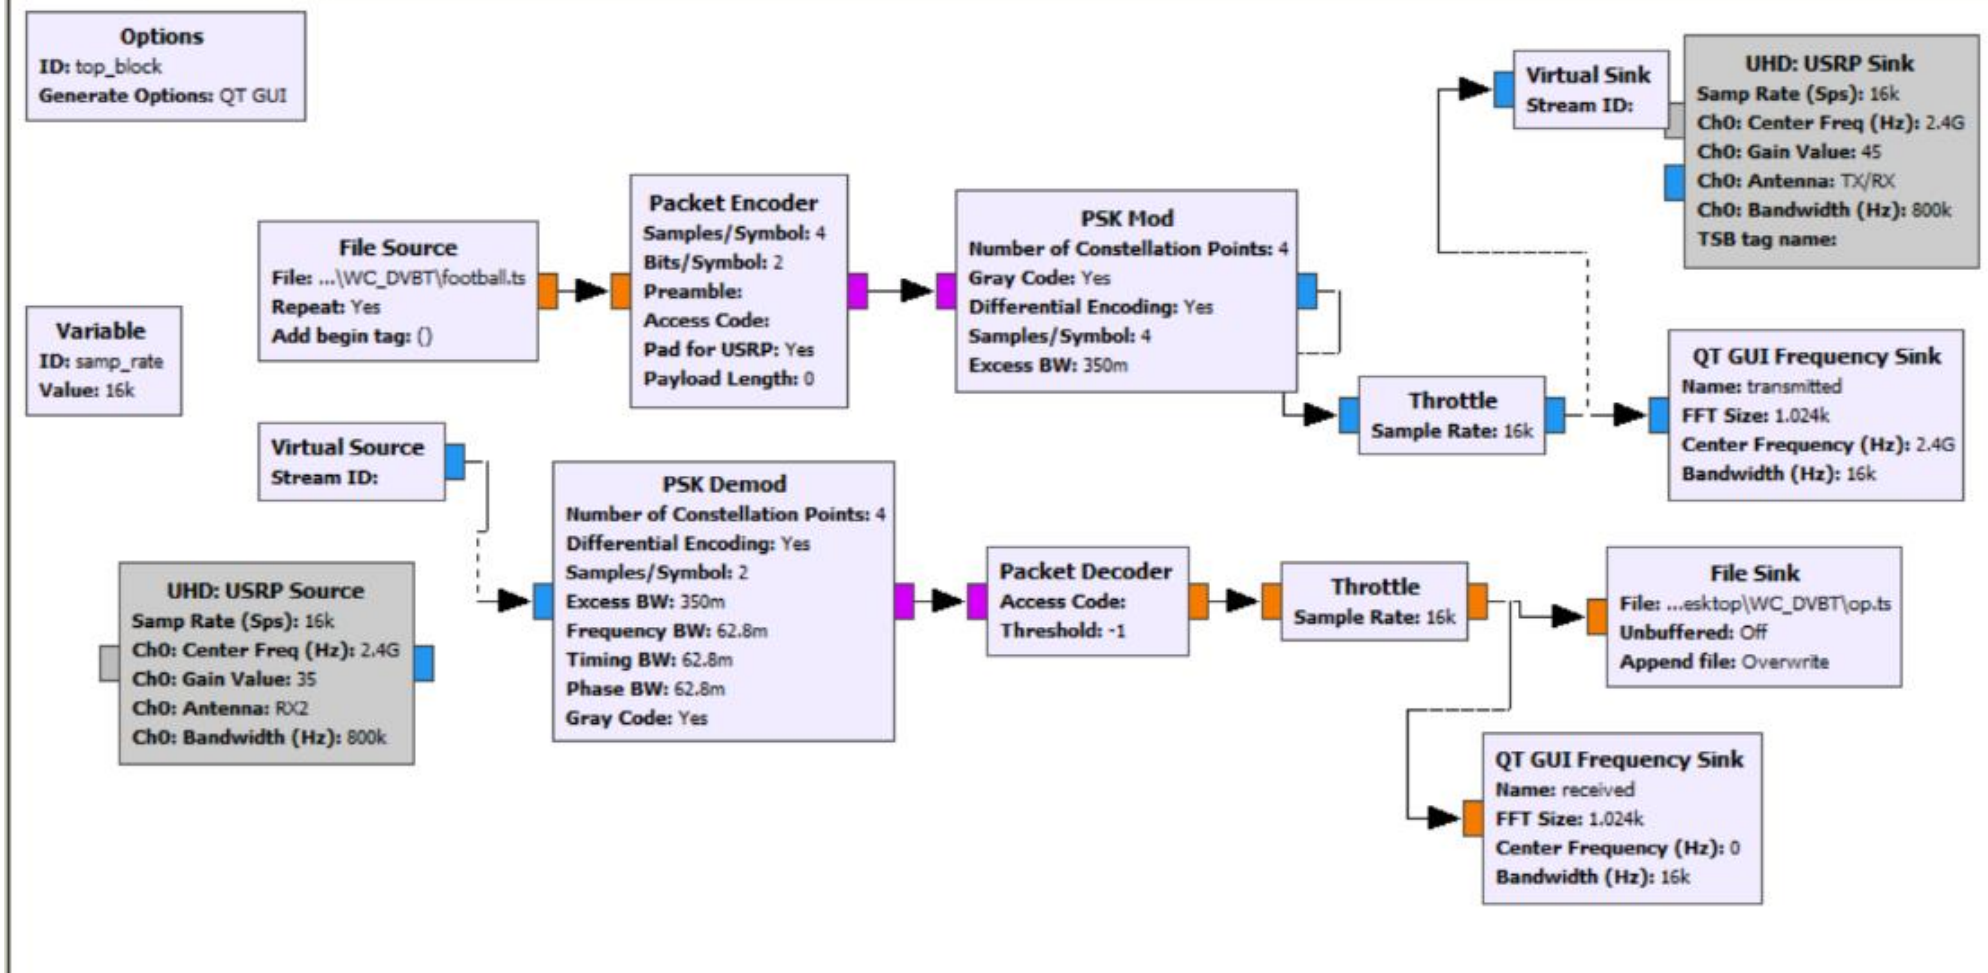 Options
ID: top_block
Generate Options: QT GUI
Variable
ID: samp_rate
Value: 16k
File Source
File: ...\WC_DVBT\football.ts
Repeat: Yes
Add begin tag: ()
Packet Encoder
Samples/Symbol: 4
Bits/Symbol: 2
Preamble:
Access Code:
Pad for USRP: Yes
Payload Length: 0
PSK Mod
Number of Constellation Points: 4
Gray Code: Yes
Differential Encoding: Yes
Samples/Symbol: 4
Excess BW: 350m
Throttle
Sample Rate: 16k
Virtual Sink
Stream ID:
UHD: USRP Sink
Samp Rate (Sps): 16k
Ch0: Center Freq (Hz): 2.4G
Ch0: Gain Value: 45
Ch0: Antenna: TX/RX
Ch0: Bandwidth (Hz): 800k
TSB tag name:
QT GUI Frequency Sink
Name: transmitted
FFT Size: 1.024k
Center Frequency (Hz): 2.4G
Bandwidth (Hz): 16k
Virtual Source
Stream ID:
UHD: USRP Source
Samp Rate (Sps): 16k
Ch0: Center Freq (Hz): 2.4G
Ch0: Gain Value: 35
Ch0: Antenna: RX2
Ch0: Bandwidth (Hz): 800k
PSK Demod
Number of Constellation Points: 4
Differential Encoding: Yes
Samples/Symbol: 2
Excess BW: 350m
Frequency BW: 62.8m
Timing BW: 62.8m
Phase BW: 62.8m
Gray Code: Yes
Packet Decoder
Access Code:
Threshold: -1
Throttle
Sample Rate: 16k
File Sink
File: ...esktop\WC_DVBT\op.ts
Unbuffered: Off
Append file: Overwrite
QT GUI Frequency Sink
Name: received
FFT Size: 1.024k
Center Frequency (Hz): 0
Bandwidth (Hz): 16k